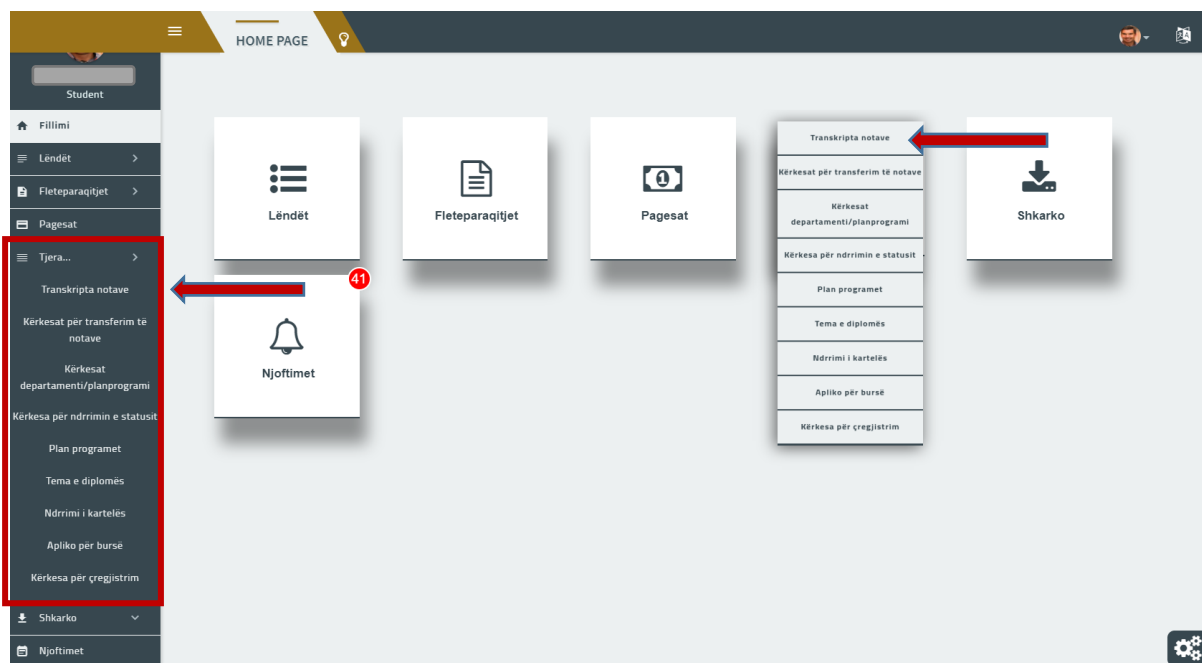 HOME PAGE
Student
Fillimi
Lëndët
Fleteparaqitjet
Pagesat
Tjera...
Transkripta notave
Kërkesat për transferim të
notave
Kërkesat
departamenti/planprogrami
Kërkesa për ndrrimin e statusit
Plan programet
Tema e diplomës
Ndrrimi i kartelës
Apliko për bursë
Kërkesa për çregjistrim
Shkarko
Njoftimet
Lëndët
Fleteparaqitjet
Pagesat
Transkripta notave
Kërkesat për transferim të notave
Kërkesat
departamenti/planprogrami
Kërkesa për ndrrimin e statusit
Plan programet
Tema e diplomës
Ndrrimi i kartelës
Apliko për bursë
Kërkesa për çregjistrim
Shkarko
41
Njoftimet